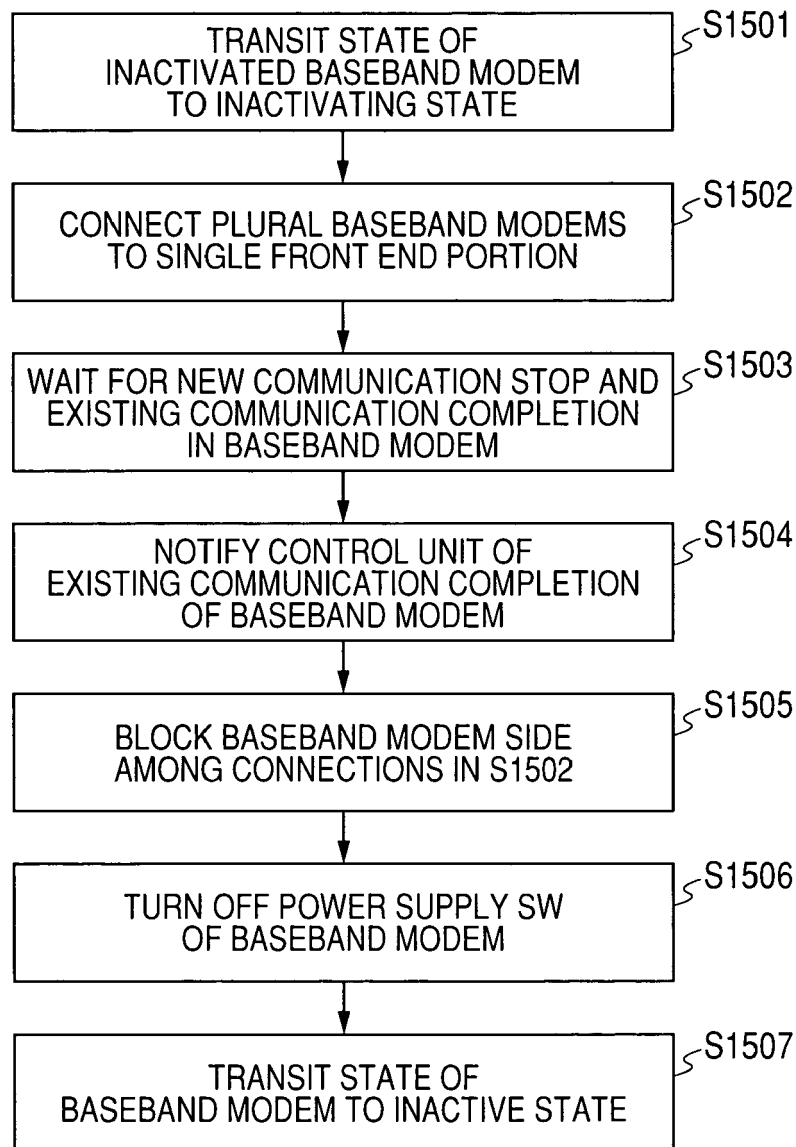 S1501
TRANSIT STATE OF
INACTIVATED BASEBAND MODEM
TO INACTIVATING STATE
S1502
CONNECT PLURAL BASEBAND MODEMS
TO SINGLE FRONT END PORTION
S1503
WAIT FOR NEW COMMUNICATION STOP AND
EXISTING COMMUNICATION COMPLETION
IN BASEBAND MODEM
S1504
NOTIFY CONTROL UNIT OF
EXISTING COMMUNICATION COMPLETION
OF BASEBAND MODEM
S1505
BLOCK BASEBAND MODEM SIDE
AMONG CONNECTIONS IN S1502
S1506
TURN OFF POWER SUPPLY SW
OF BASEBAND MODEM
S1507
TRANSIT STATE OF
BASEBAND MODEM TO INACTIVE STATE